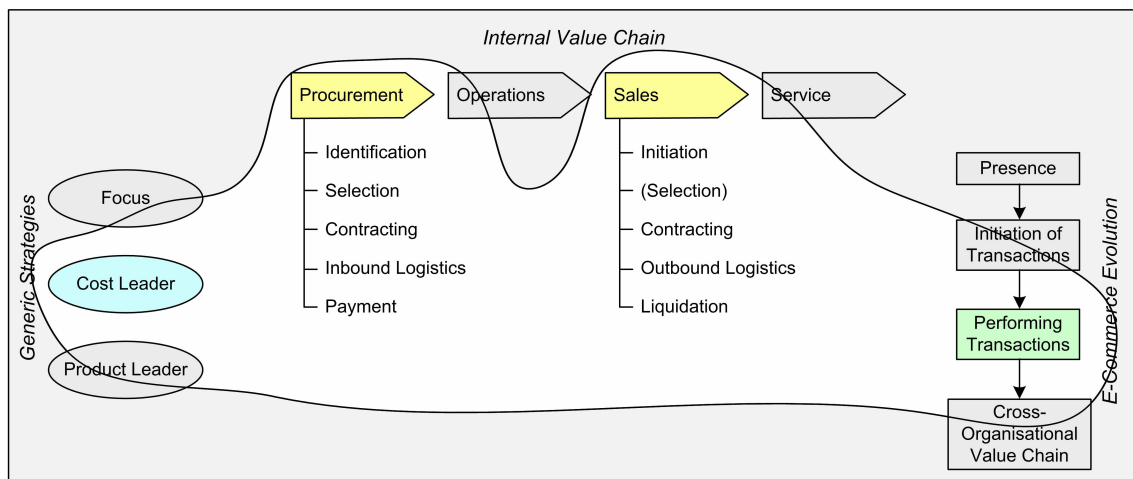 Internal Value Chain
Procurement
Operations
Sales
Service
Identification
Selection
Contracting
Inbound Logistics
Payment
Initiation
(Selection)
Contracting
Outbound Logistics
Liquidation
Generic Strategies
Focus
Cost Leader
Product Leader
Presence
Initiation of
Transactions
Performing
Transactions
Cross-
Organisational
Value Chain
E-Commerce Evolution